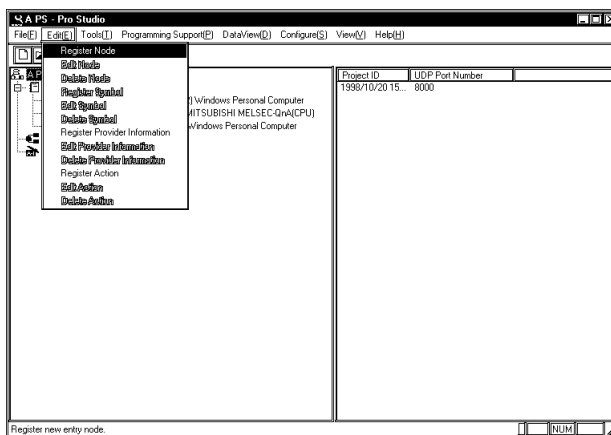 A PS - Pro Studio
File(F) Edit(E) Tools(T) Programming Support(P) DataView(D) Configure(S) View(V) Help(H)
Register Node
Edit Node
Delete Node
Register Symbol
Edit Symbol
Delete Symbol
Register Provider Information
Edit Provider Information
Delete Provider Information
Register Action
Edit Action
Delete Action
A P
) Windows Personal Computer
MITSUBISHI MELSEC-QnA(CPU)
Windows Personal Computer
Project ID UDP Port Number
1998/10/20 15... 8000
Register new entry node.
NUM